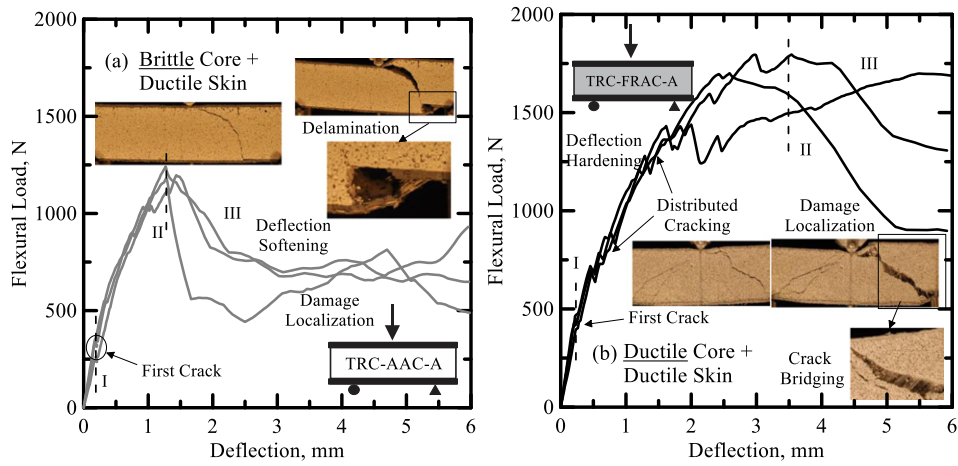 2000
1500
1000
500
0
Flexural Load, N
0
1
2
3
4
5
6
Deflection, mm
(a) Brittle Core +
Ductile Skin
Delamination
II
III
Deflection
Softening
Damage
Localization
TRC-AAC-A
First Crack
I
2000
1500
1000
500
0
Flexural Load, N
0
1
2
3
4
5
6
Deflection, mm
TRC-FRAC-A
III
II
Deflection
Hardening
Distributed
Cracking
Damage
Localization
I
First Crack
(b) Ductile Core +
Ductile Skin
Crack
Bridging